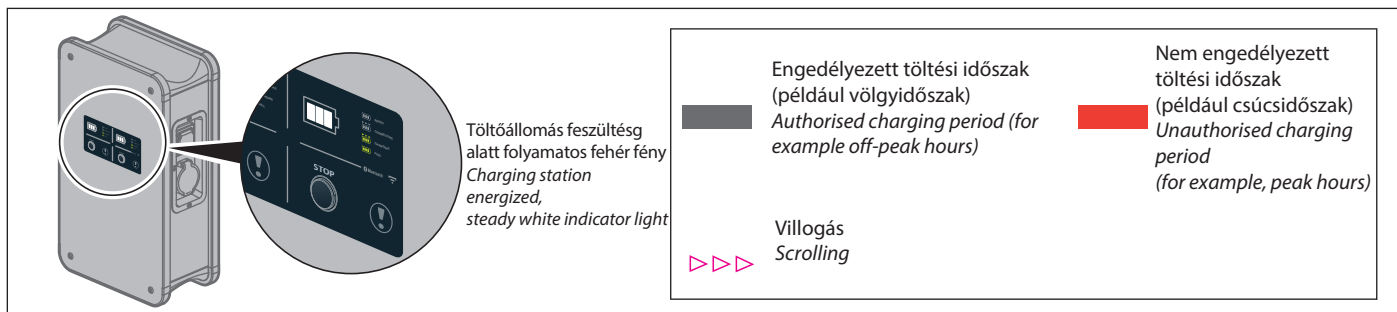 STOP
Bluetooth
Töltőállomás feszültésg
alatt folyamatos fehér fény
Charging station
energized,
steady white indicator light
Engedélyezett töltési időszak
(például völgyidőszak)
Authorised charging period (for
example off-peak hours)
Villogás
Scrolling
Nem engedélyezett
töltési időszak
(például csúcsidőszak)
Unauthorised charging
period
(for example, peak hours)